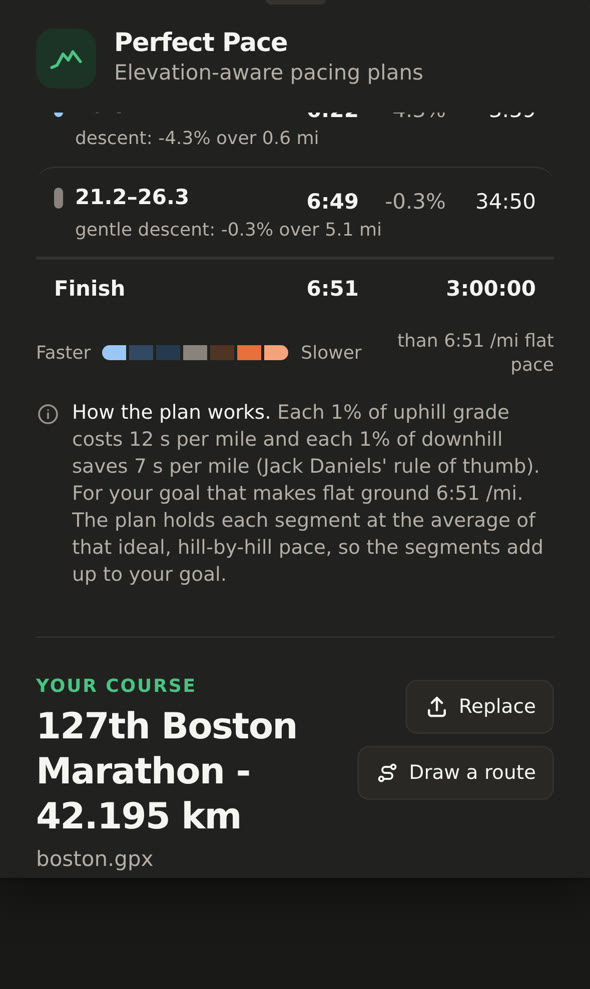 Perfect Pace
Elevation-aware pacing plans
descent: -4.3% over 0.6 mi
21.2–26.3 6:49 -0.3% 34:50
gentle descent: -0.3% over 5.1 mi
Finish 6:51 3:00:00
Faster Slower than 6:51 /mi flat
pace
How the plan works. Each 1% of uphill grade
costs 12 s per mile and each 1% of downhill
saves 7 s per mile (Jack Daniels' rule of thumb).
For your goal that makes flat ground 6:51 /mi.
The plan holds each segment at the average of
that ideal, hill-by-hill pace, so the segments add
up to your goal.
YOUR COURSE
127th Boston
Marathon -
42.195 km
boston.gpx
Replace
Draw a route